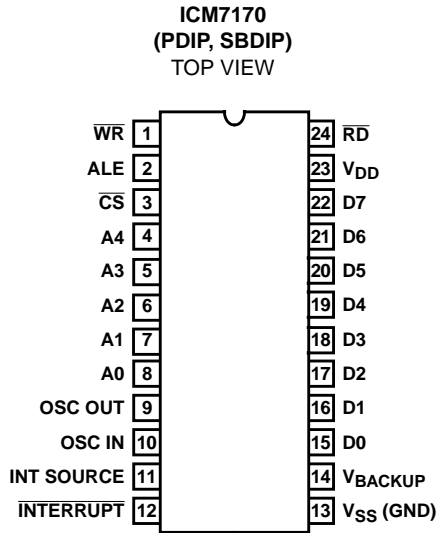 ICM7170
(PDIP, SBDIP)
TOP VIEW
WR 1 24 RD
ALE 2 23 VDD
CS 3 22 D7
A4 4 21 D6
A3 5 20 D5
A2 6 19 D4
A1 7 18 D3
A0 8 17 D2
OSC OUT 9 16 D1
OSC IN 10 15 D0
INT SOURCE 11 14 VBACKUP
INTERRUPT 12 13 VSS (GND)